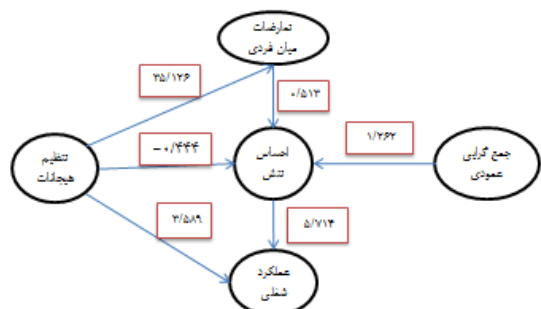 تعارضات
میان فردی
۳۵/۱۲۶
۰/۵۱۳
۱/۲۶۲
-۰/۴۴۴
احساس
تنش
جمع گرایی
عمودی
تنظیم
هیجانات
۳/۵۸۹
۵/۷۱۴
عملکرد
شغلی